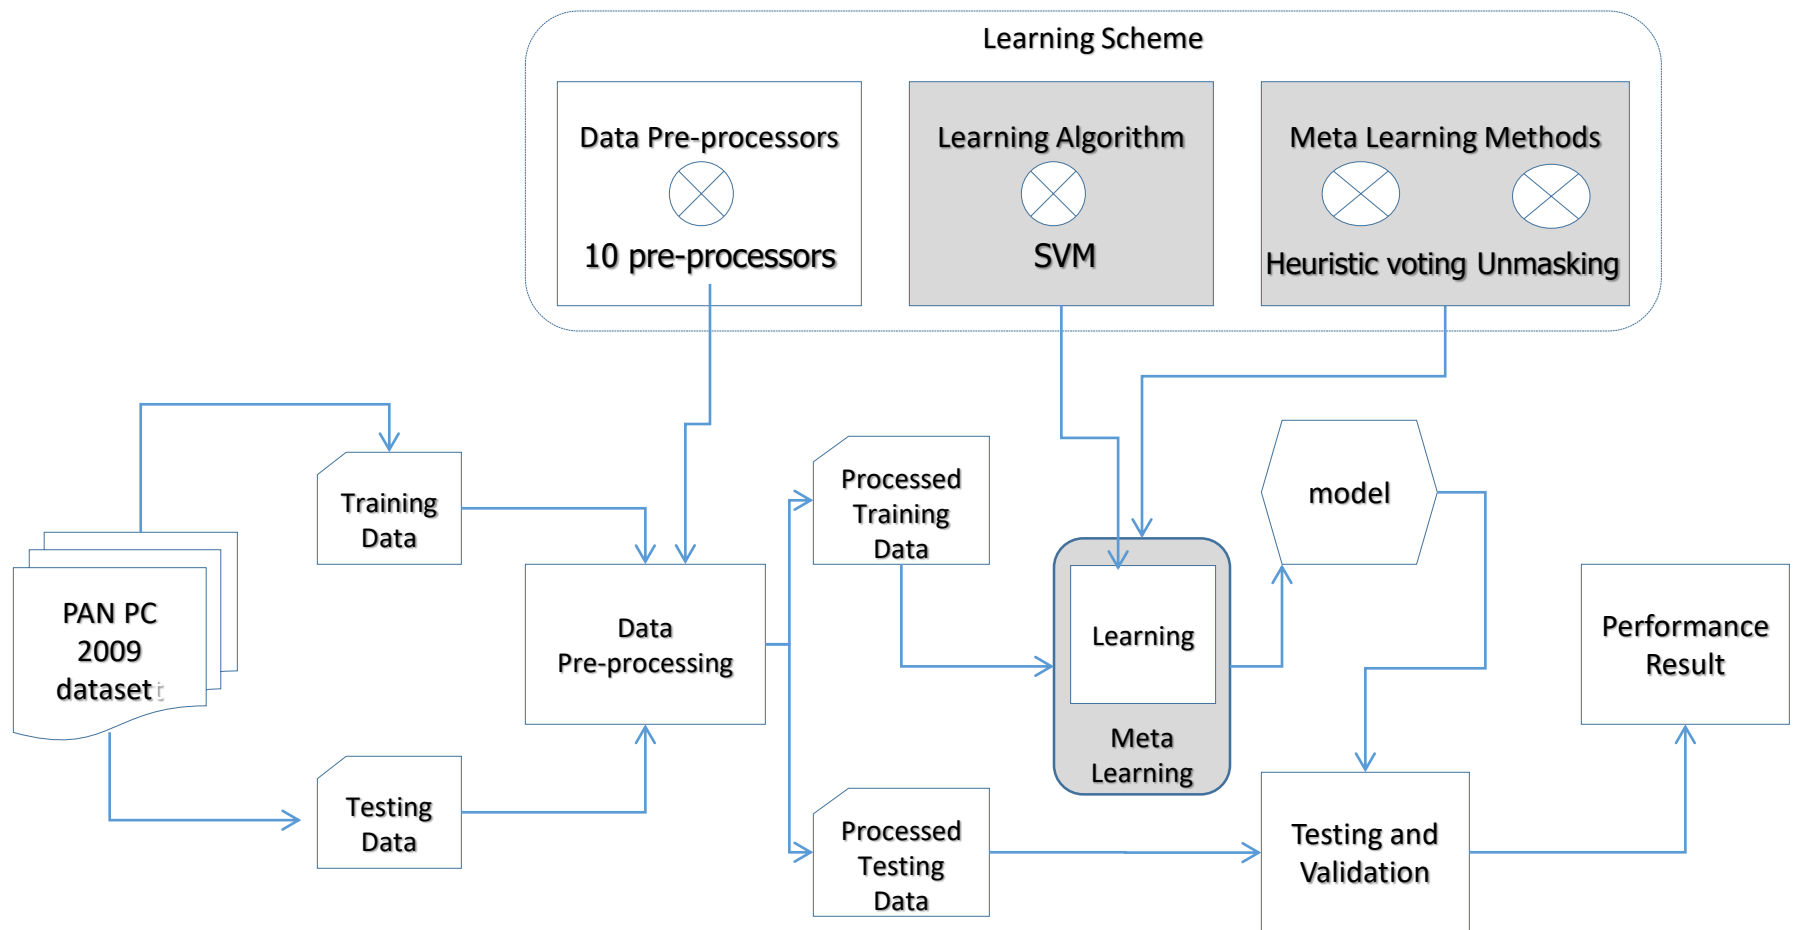 Learning Scheme
Data Pre-processors
10 pre-processors
Learning Algorithm
SVM
Meta Learning Methods
Heuristic voting Unmasking
Training
Data
Processed
Training
Data
model
PAN PC
2009
dataset
Data
Pre-processing
Learning
Meta
Learning
Performance
Result
Testing
Data
Processed
Testing
Data
Testing and
Validation